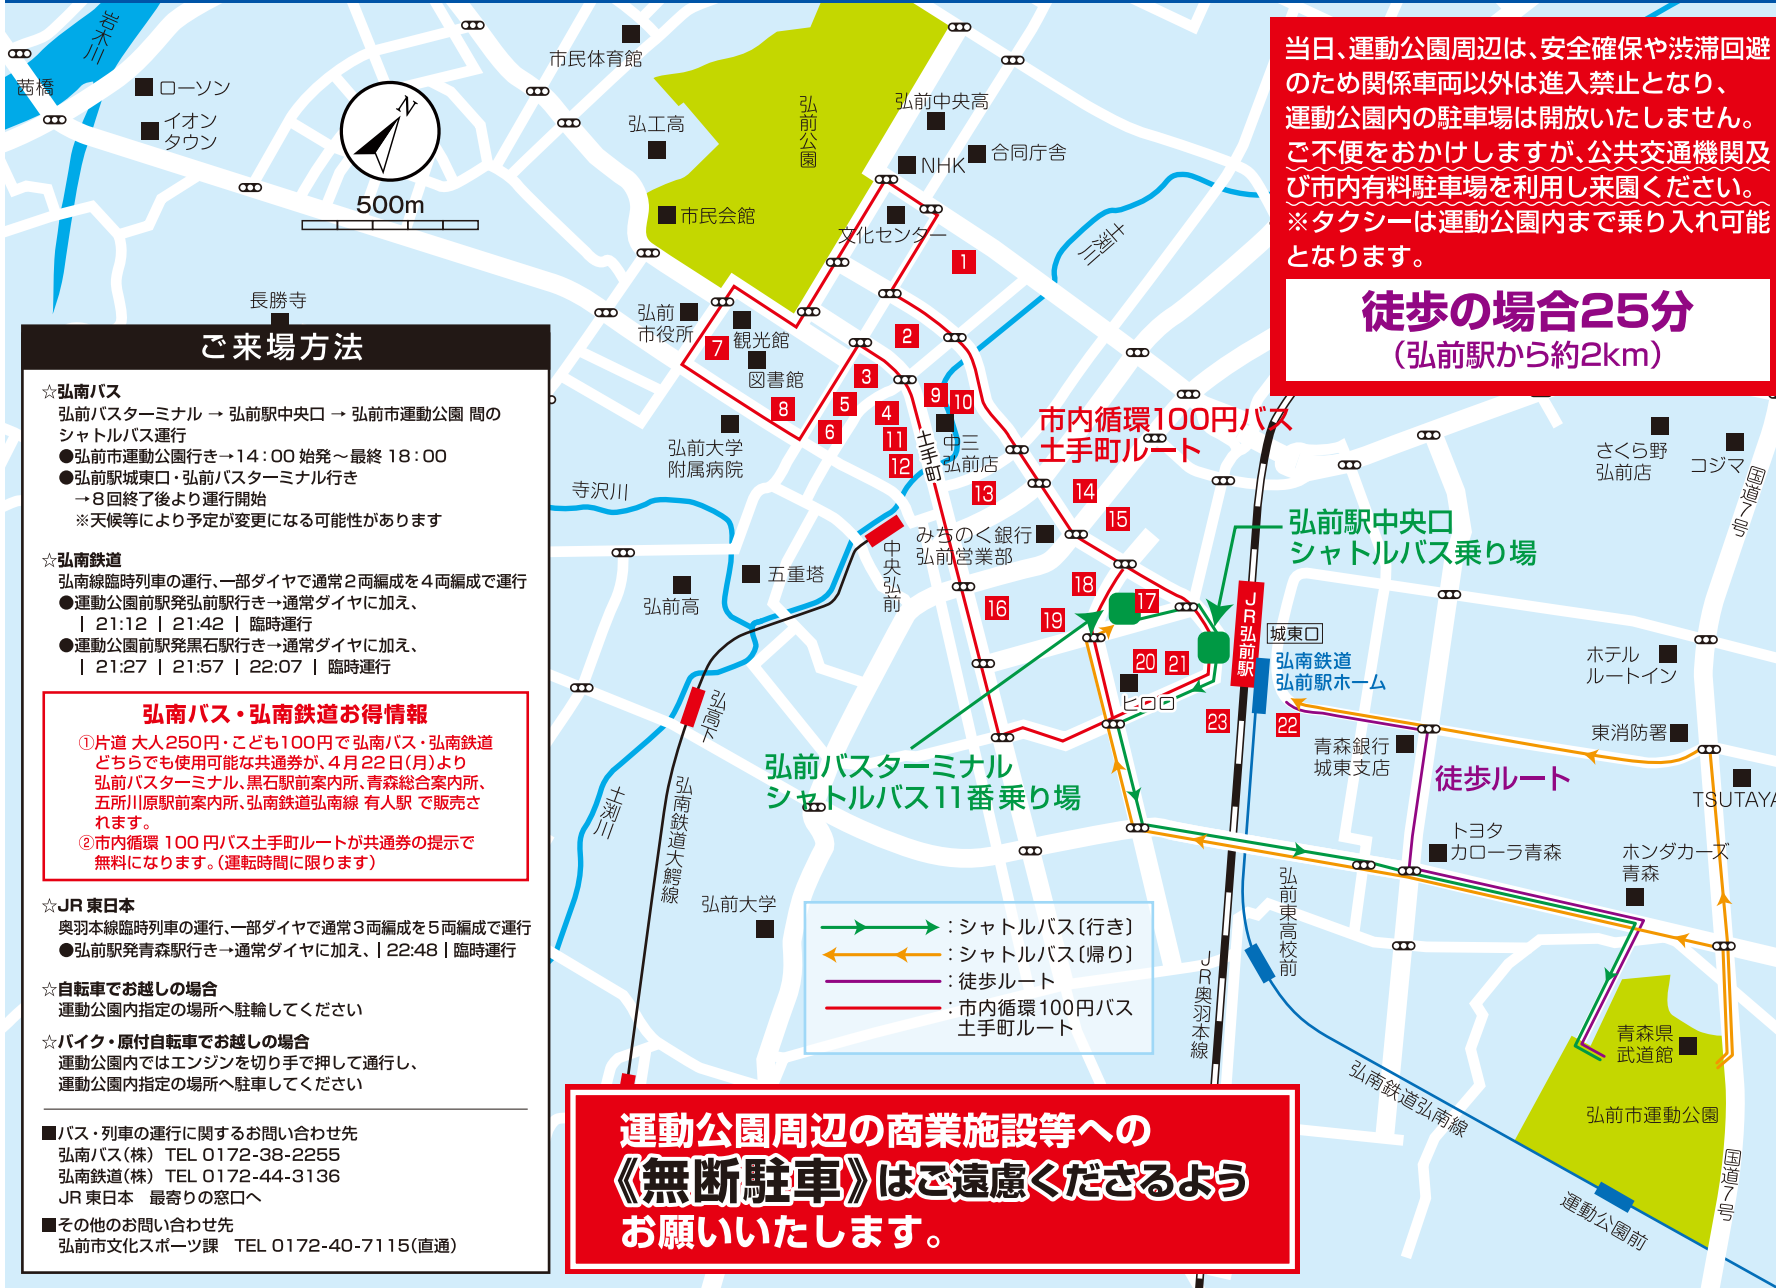 当日、運動公園周辺は、安全確保や渋滞回避
のため関係車両以外は進入禁止となり、
運動公園内の駐車場は開放いたしません。
ご不便をおかけしますが、公共交通機関及
び市内有料駐車場を利用し来園ください。
※タクシーは運動公園内まで乗り入れ可能
となります。
徒歩の場合25分
(弘前駅から約2km)
岩木川
茜橋
ローソン
イオン
タウン
N
500m
市民体育館
弘工高
弘前公園
弘前中央高
NHK
合同庁舎
市民会館
文化センター
土淵川
長勝寺
弘前
市役所
観光館
図書館
弘前大学
附属病院
寺沢川
1
2
3
4
5
6
7
8
9
10
11
12
13
14
15
16
17
18
19
20
21
22
23
土手町
中三
弘前店
市内循環100円バス
土手町ルート
さくら野
弘前店
コジマ
国道7号
みちのく銀行
弘前営業部
中央弘前
五重塔
弘前高
弘前駅中央口
シャトルバス乗り場
JR弘前駅
城東口
弘南鉄道
弘前駅ホーム
ヒロロ
ホテル
ルートイン
東消防署
青森銀行
城東支店
徒歩ルート
TSUTAYA
弘高下
弘前バスターミナル
シャトルバス11番乗り場
土淵川
弘南鉄道大鰐線
トヨタ
カローラ青森
ホンダカーズ
青森
弘前大学
弘前東高校前
JR奥羽本線
青森県
武道館
弘前市運動公園
弘南鉄道弘南線
運動公園前
国道7号
:シャトルバス〔行き〕
:シャトルバス〔帰り〕
:徒歩ルート
:市内循環100円バス
土手町ルート
ご来場方法
☆弘南バス
弘前バスターミナル → 弘前駅中央口 → 弘前市運動公園 間の
シャトルバス運行
●弘前市運動公園行き→14:00 始発～最終 18:00
●弘前駅城東口・弘前バスターミナル行き
→8回終了後より運行開始
※天候等により予定が変更になる可能性があります
☆弘南鉄道
弘南線臨時列車の運行、一部ダイヤで通常2両編成を4両編成で運行
●運動公園前駅発弘前駅行き→通常ダイヤに加え、
| 21:12 | 21:42 | 臨時運行
●運動公園前駅発黒石駅行き→通常ダイヤに加え、
| 21:27 | 21:57 | 22:07 | 臨時運行
弘南バス・弘南鉄道お得情報
①片道 大人250円・こども100円で弘南バス・弘南鉄道
どちらでも使用可能な共通券が、4月22日(月)より
弘前バスターミナル、黒石駅前案内所、青森総合案内所、
五所川原駅前案内所、弘南鉄道弘南線 有人駅 で販売さ
れます。
②市内循環 100 円バス土手町ルートが共通券の提示で
無料になります。(運転時間に限ります)
☆JR 東日本
奥羽本線臨時列車の運行、一部ダイヤで通常3両編成を5両編成で運行
●弘前駅発青森駅行き→通常ダイヤに加え、| 22:48 | 臨時運行
☆自転車でお越しの場合
運動公園内指定の場所へ駐輪してください
☆バイク・原付自転車でお越しの場合
運動公園内ではエンジンを切り手で押して通行し、
運動公園内指定の場所へ駐車してください
■バス・列車の運行に関するお問い合わせ先
弘南バス(株) TEL 0172-38-2255
弘南鉄道(株) TEL 0172-44-3136
JR 東日本 最寄りの窓口へ
■その他のお問い合わせ先
弘前市文化スポーツ課 TEL 0172-40-7115(直通)
運動公園周辺の商業施設等への
《無断駐車》はご遠慮くださるよう
お願いいたします。